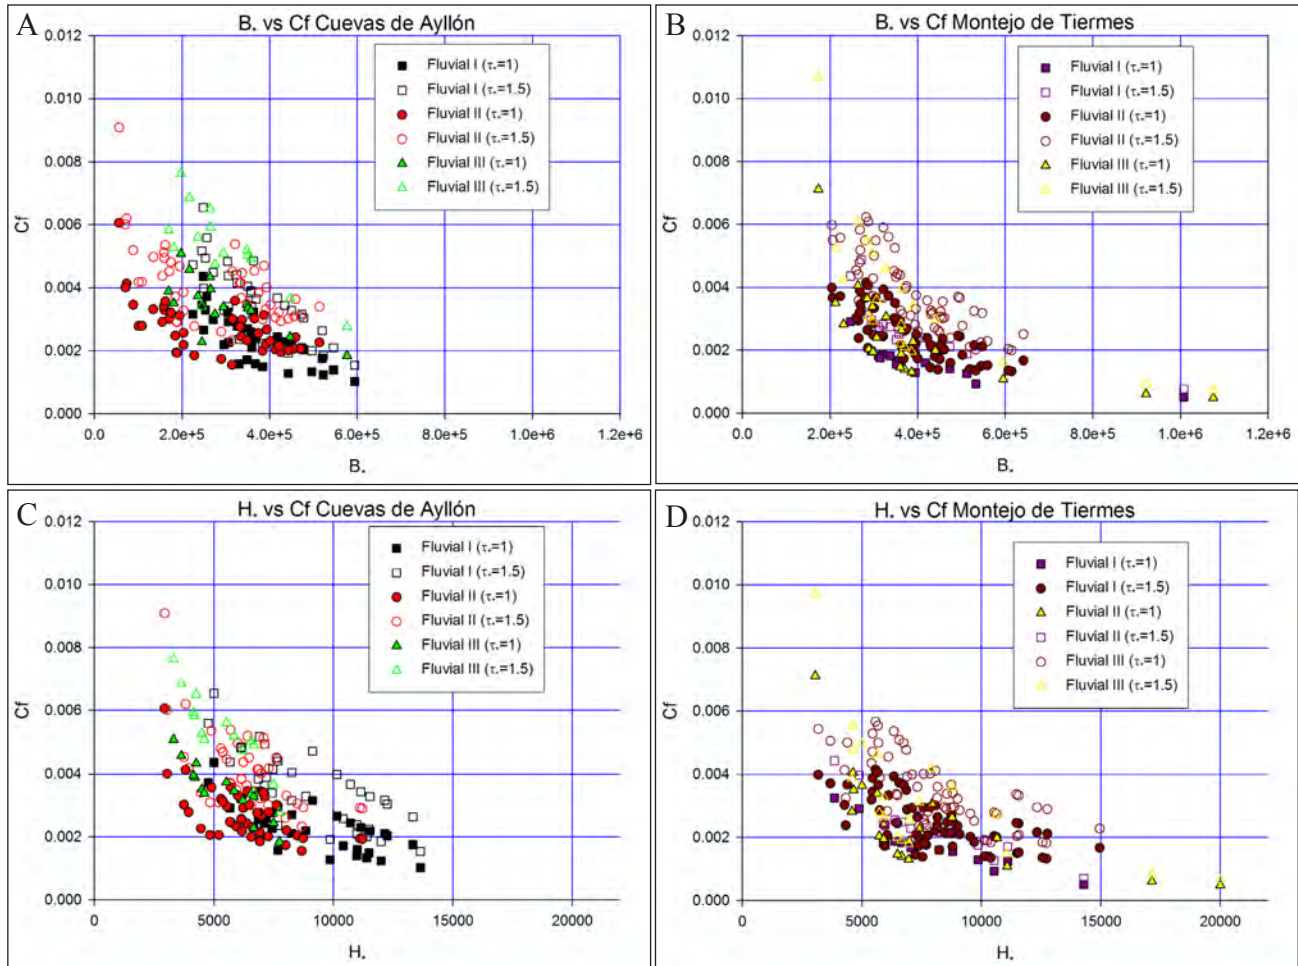 A
B. vs Cf Cuevas de Ayllón
0.012
0.010
0.008
0.006
0.004
0.002
0.000
Cf
Fluvial I (τ.=1)
Fluvial I (τ.=1.5)
Fluvial II (τ.=1)
Fluvial II (τ.=1.5)
Fluvial III (τ.=1)
Fluvial III (τ.=1.5)
0.0 2.0e+5 4.0e+5 6.0e+5 8.0e+5 1.0e+6 1.2e+6
B.
B
B. vs Cf Montejo de Tiermes
0.012
0.010
0.008
0.006
0.004
0.002
0.000
Cf
Fluvial I (τ.=1)
Fluvial I (τ.=1.5)
Fluvial II (τ.=1)
Fluvial II (τ.=1.5)
Fluvial III (τ.=1)
Fluvial III (τ.=1.5)
0.0 2.0e+5 4.0e+5 6.0e+5 8.0e+5 1.0e+6 1.2e+6
B.
C
H. vs Cf Cuevas de Ayllón
0.012
0.010
0.008
0.006
0.004
0.002
0.000
Cf
Fluvial I (τ.=1)
Fluvial I (τ.=1.5)
Fluvial II (τ.=1)
Fluvial II (τ.=1.5)
Fluvial III (τ.=1)
Fluvial III (τ.=1.5)
0 5000 10000 15000 20000
H.
D
H. vs Cf Montejo de Tiermes
0.012
0.010
0.008
0.006
0.004
0.002
0.000
Cf
Fluvial I (τ.=1)
Fluvial I (τ.=1.5)
Fluvial II (τ.=1)
Fluvial II (τ.=1.5)
Fluvial III (τ.=1)
Fluvial III (τ.=1.5)
0 5000 10000 15000 20000
H.